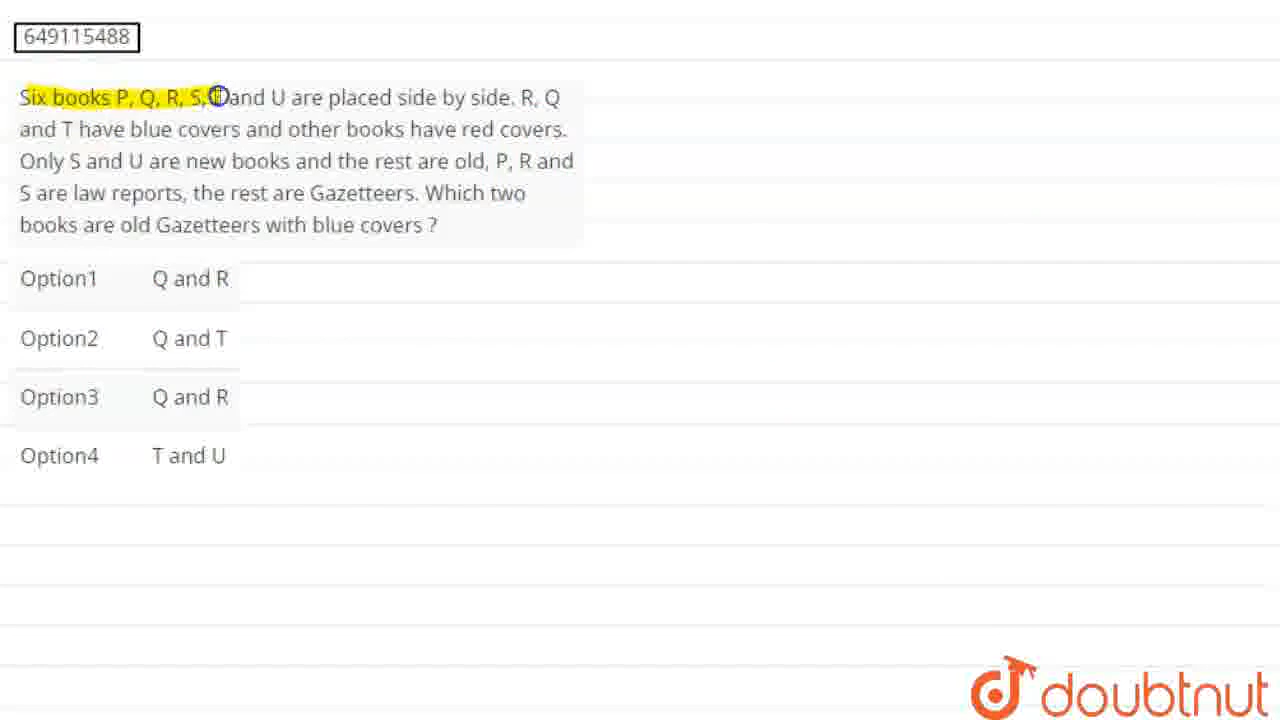 649115488
Six books P, Q, R, S, T and U are placed side by side. R, Q
and T have blue covers and other books have red covers.
Only S and U are new books and the rest are old, P, R and
S are law reports, the rest are Gazetteers. Which two
books are old Gazetteers with blue covers ?
Option1 Q and R
Option2 Q and T
Option3 Q and R
Option4 T and U
doubtnut